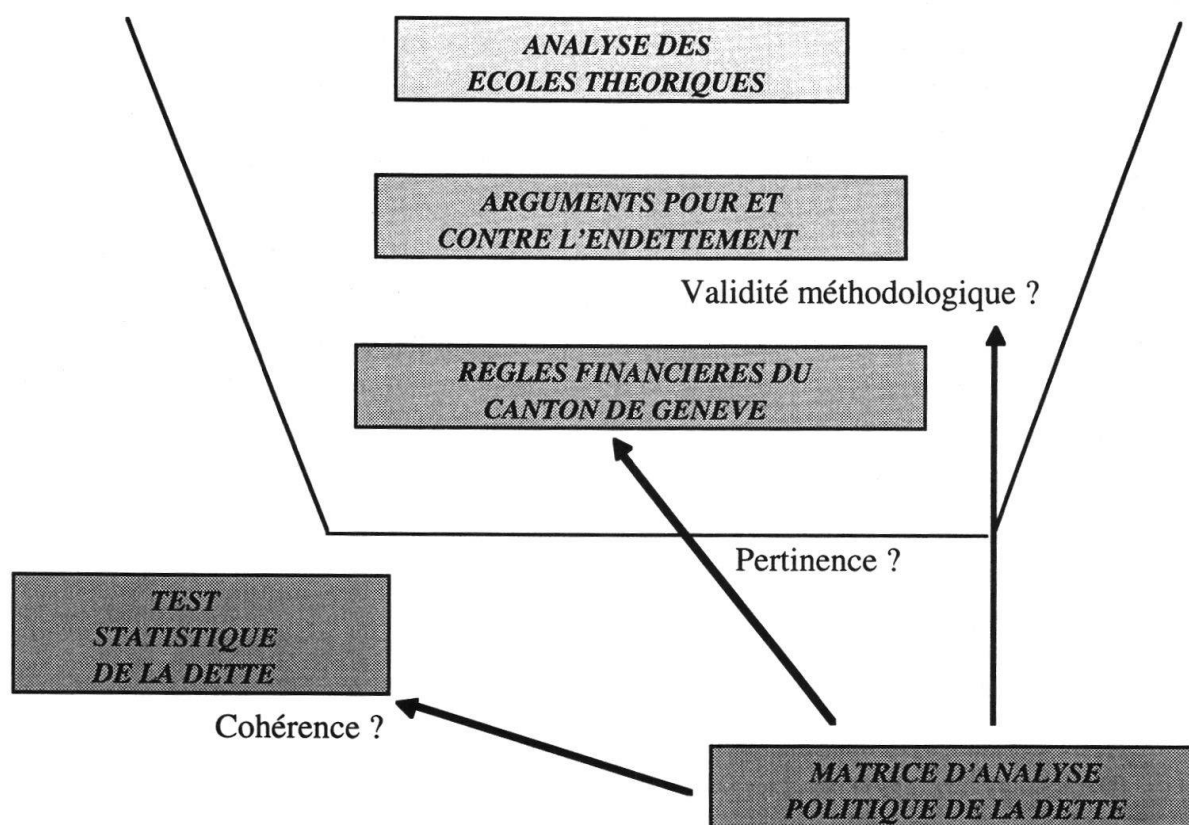 ANALYSE DES
ECOLES THEORIQUES
ARGUMENTS POUR ET
CONTRE L'ENDETTEMENT
Validité méthodologique ?
REGLES FINANCIERES DU
CANTON DE GENEVE
Pertinence ?
TEST
STATISTIQUE
DE LA DETTE
Cohérence ?
MATRICE D'ANALYSE
POLITIQUE DE LA DETTE